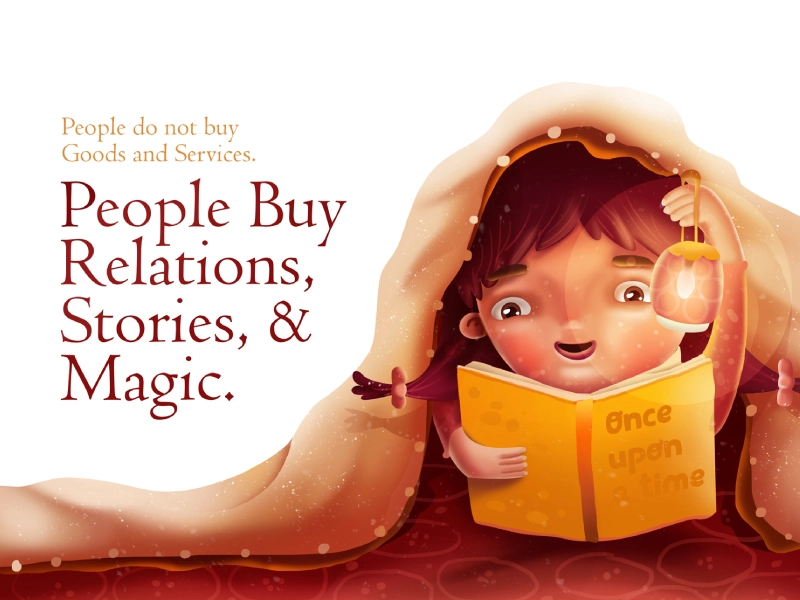 People do not buy
Goods and Services.
People Buy
Relations,
Stories, &
Magic.
Once
upon
a time